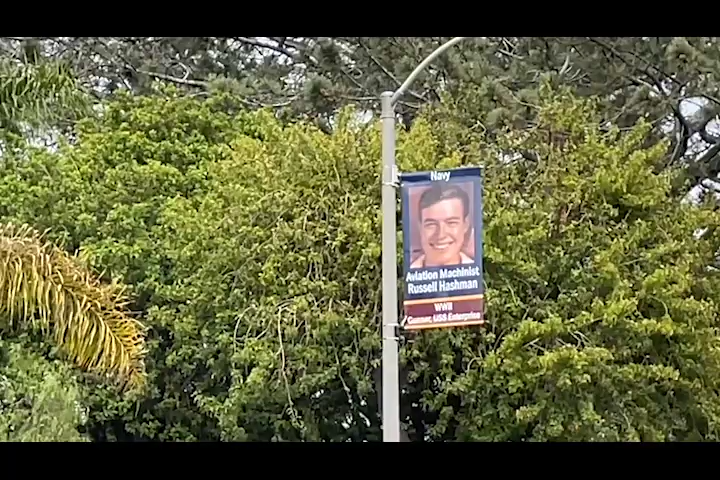 Navy
Aviation Machinist
Russell Hashman
WWII
Gunner, USS Enterprise